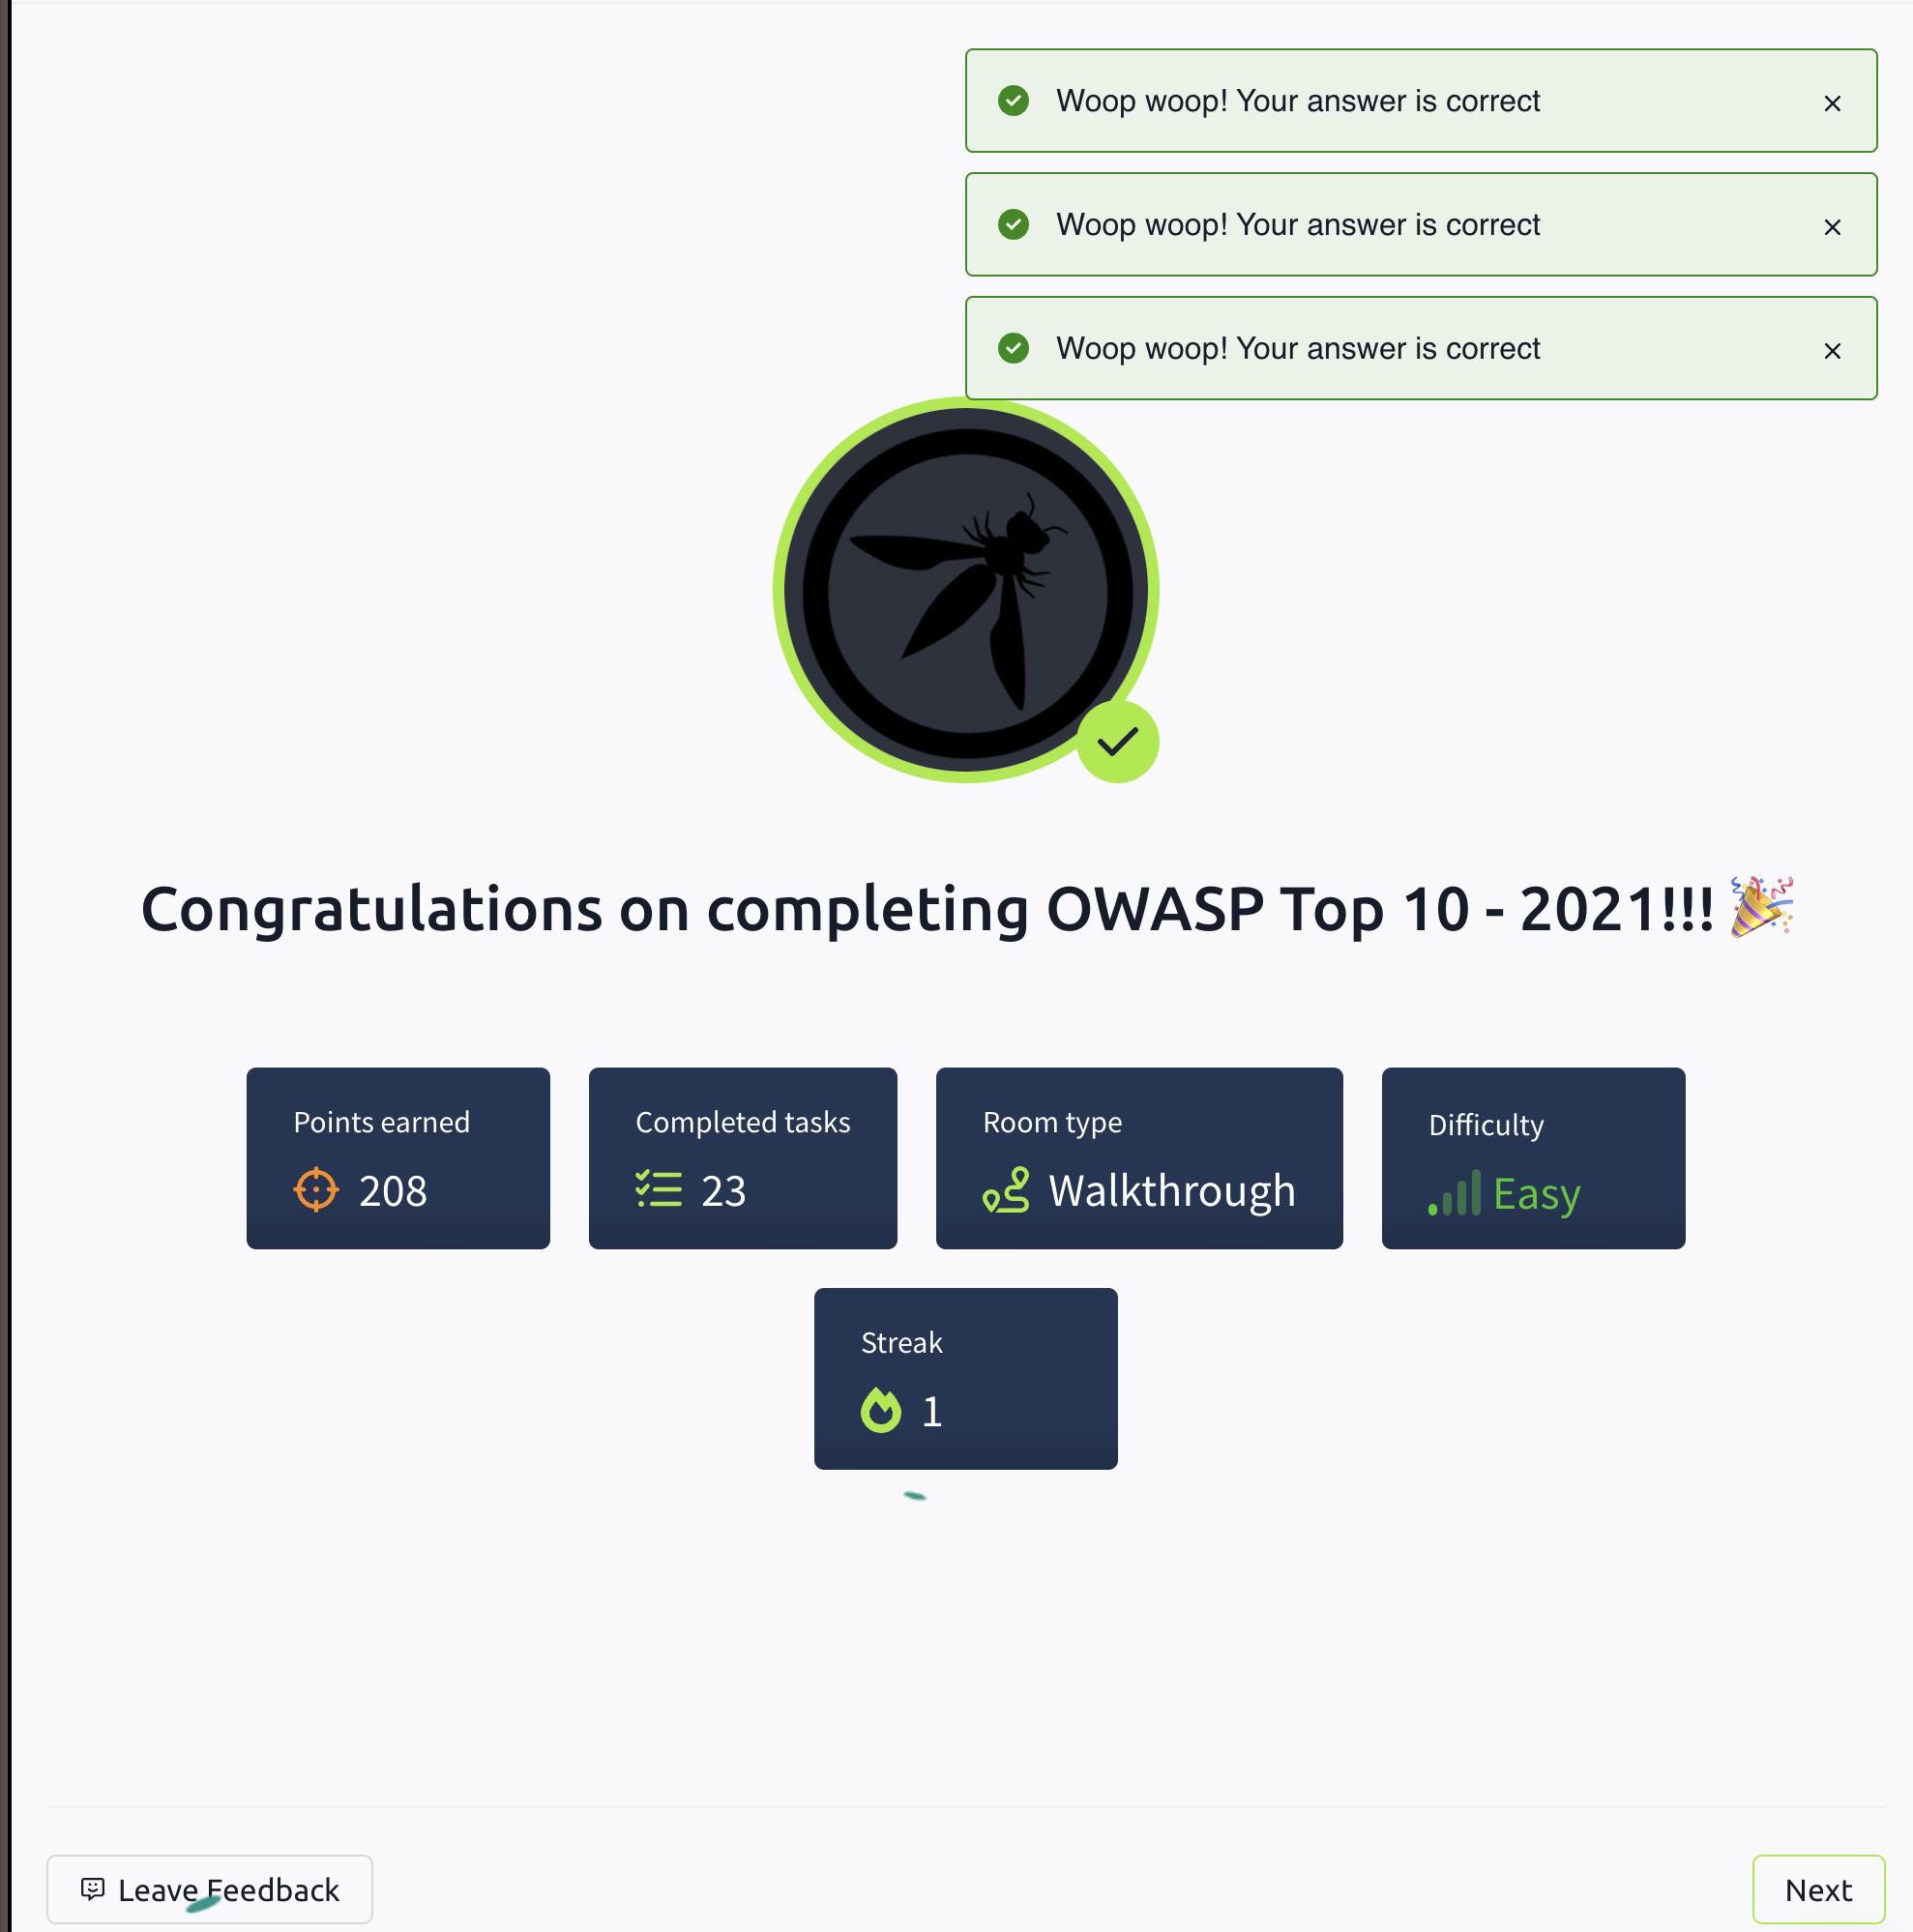 Woop woop! Your answer is correct
Woop woop! Your answer is correct
Woop woop! Your answer is correct
Congratulations on completing OWASP Top 10 - 2021!!! 🎉
Points earned
208
Completed tasks
23
Room type
Walkthrough
Difficulty
Easy
Streak
1
Leave Feedback
Next